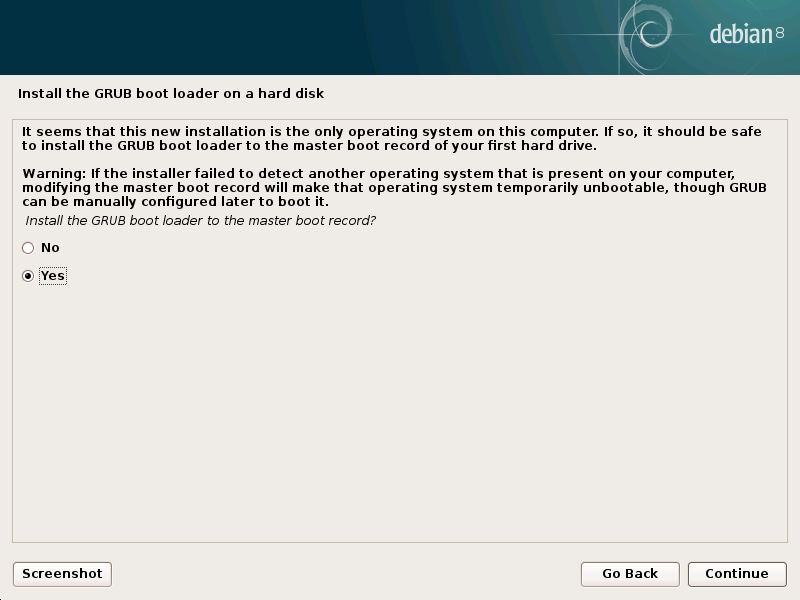 debian 8
Install the GRUB boot loader on a hard disk
It seems that this new installation is the only operating system on this computer. If so, it should be safe
to install the GRUB boot loader to the master boot record of your first hard drive.
Warning: If the installer failed to detect another operating system that is present on your computer,
modifying the master boot record will make that operating system temporarily unbootable, though GRUB
can be manually configured later to boot it.
Install the GRUB boot loader to the master boot record?
No
Yes
Screenshot
Go Back
Continue